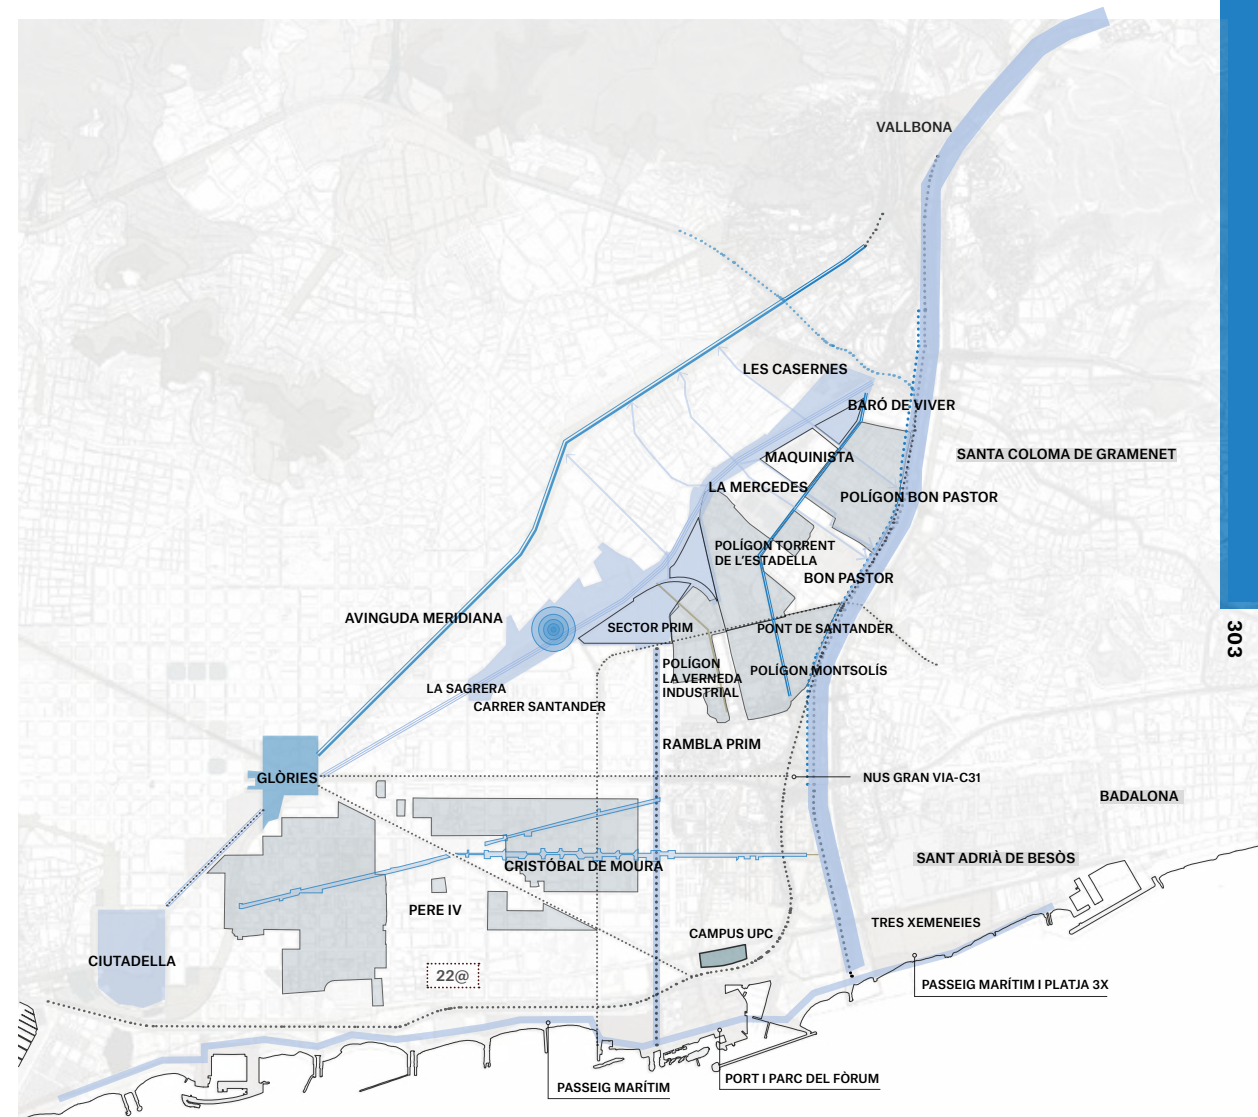 VALLBONA
LES CASERNES
BARÓ DE VIVER
MAQUINISTA
SANTA COLOMA DE GRAMENET
LA MERCEDES
POLÍGON BON PASTOR
POLÍGON TORRENT
DE L'ESTADELLA
BON PASTOR
AVINGUDA MERIDIANA
SECTOR PRIM
PONT DE SANTANDER
303
POLÍGON
LA VERNEDA
INDUSTRIAL
POLÍGON MONTSOLÍS
LA SAGRERA
CARRER SANTANDER
RAMBLA PRIM
GLÒRIES
NUS GRAN VIA-C31
BADALONA
CRISTÓBAL DE MOURA
SANT ADRIÀ DE BESÒS
PERE IV
TRES XEMENEIES
CAMPUS UPC
CIUTADELLA
22@
PASSEIG MARÍTIM I PLATJA 3X
PASSEIG MARÍTIM
PORT I PARC DEL FÒRUM